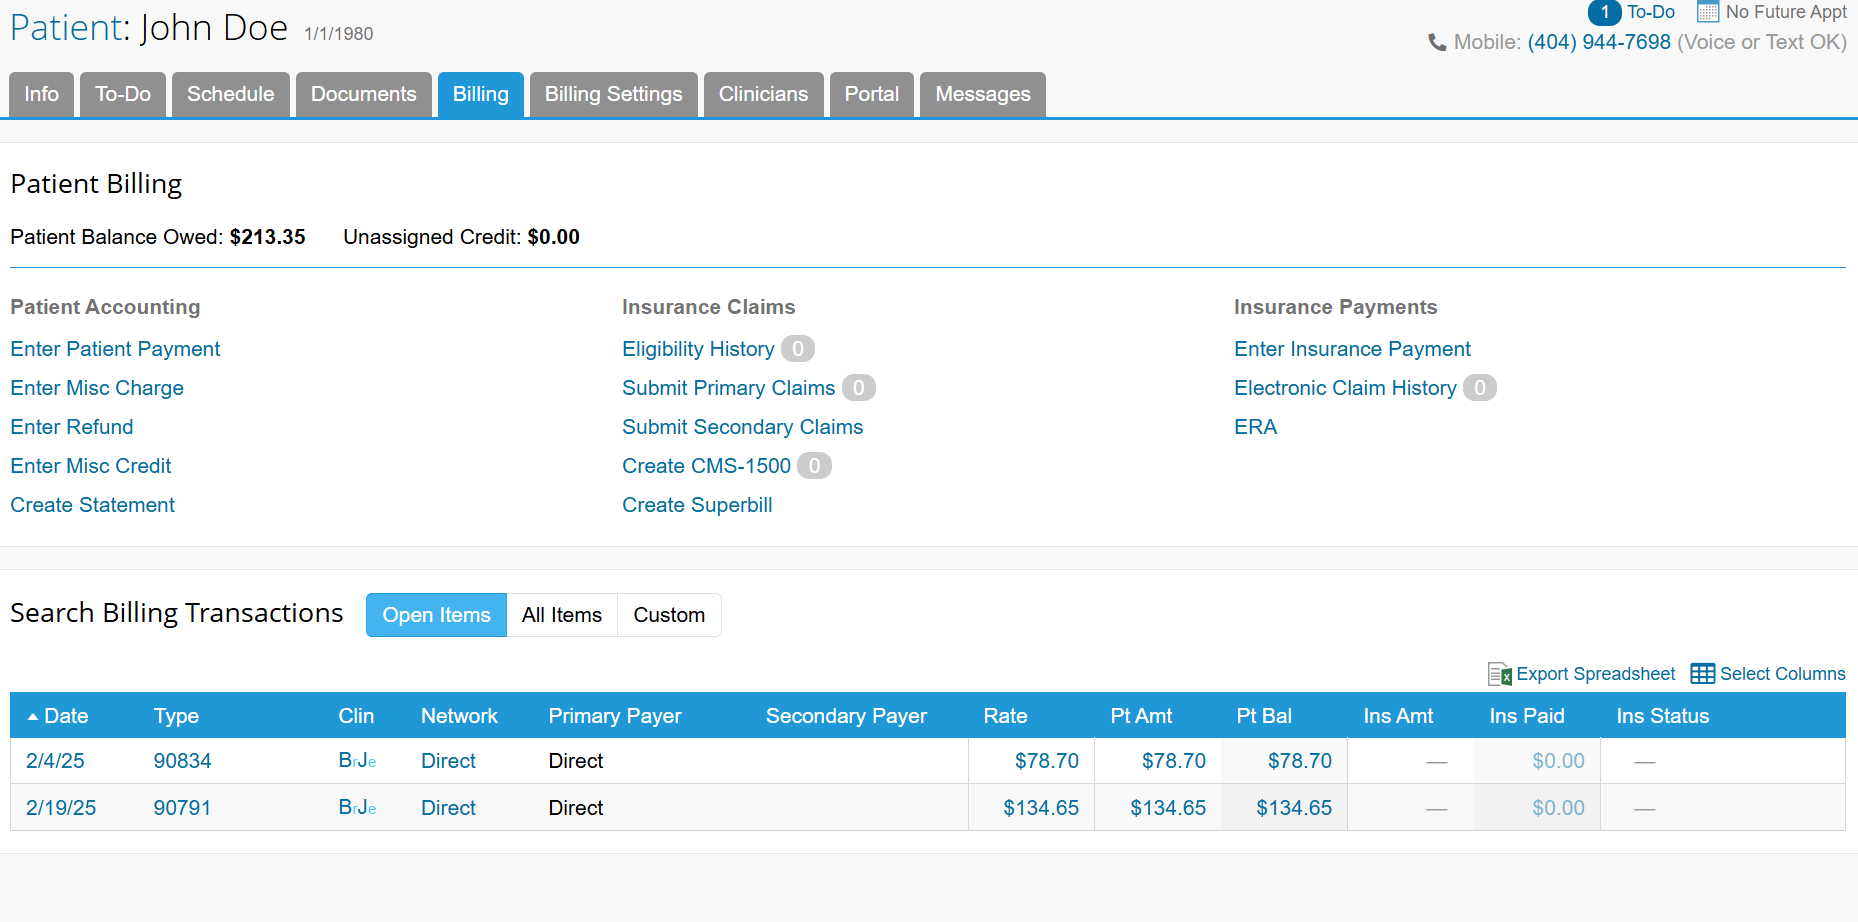 Patient: John Doe 1/1/1980
1 To-Do No Future Appt
Mobile: (404) 944-7698 (Voice or Text OK)
Info To-Do Schedule Documents Billing Billing Settings Clinicians Portal Messages
Patient Billing
Patient Balance Owed: $213.35 Unassigned Credit: $0.00
Patient Accounting
Enter Patient Payment
Enter Misc Charge
Enter Refund
Enter Misc Credit
Create Statement
Insurance Claims
Eligibility History 0
Submit Primary Claims 0
Submit Secondary Claims
Create CMS-1500 0
Create Superbill
Insurance Payments
Enter Insurance Payment
Electronic Claim History 0
ERA
Search Billing Transactions Open Items All Items Custom
Export Spreadsheet Select Columns
Date Type Clin Network Primary Payer Secondary Payer Rate Pt Amt Pt Bal Ins Amt Ins Paid Ins Status
2/4/25 90834 BrJe Direct Direct $78.70 $78.70 $78.70 — $0.00 —
2/19/25 90791 BrJe Direct Direct $134.65 $134.65 $134.65 — $0.00 —